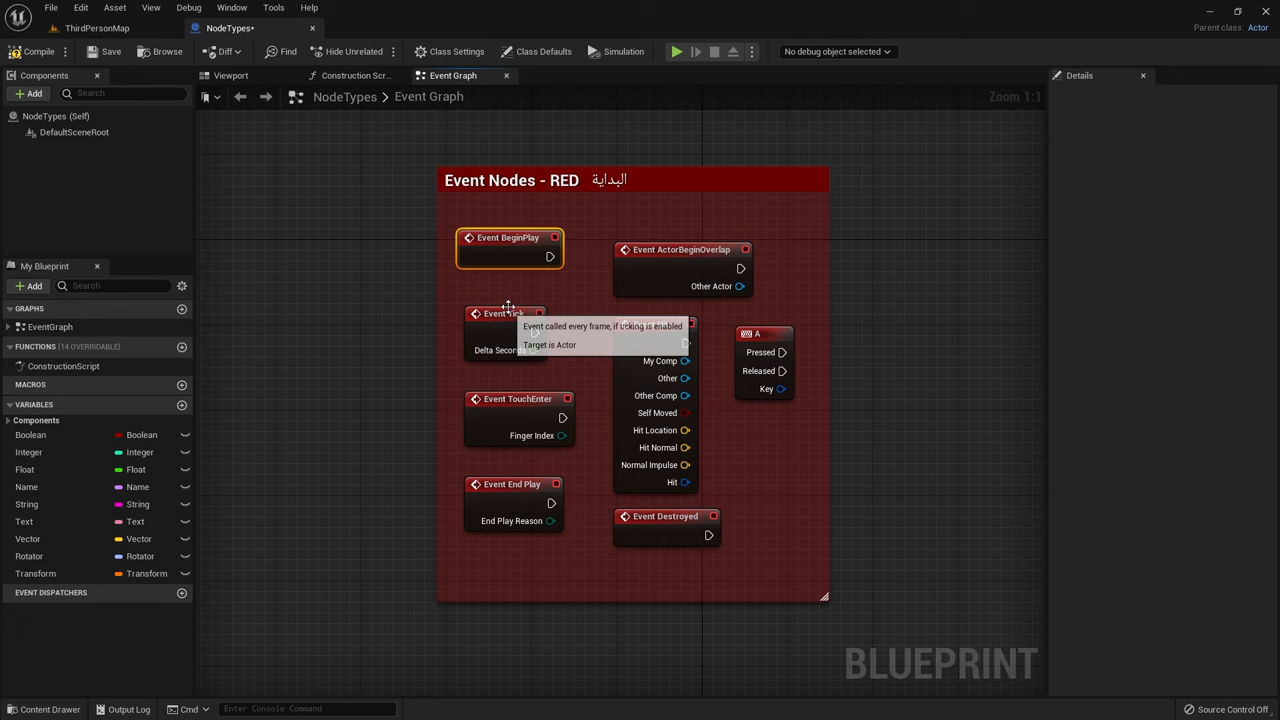 File Edit Asset View Debug Window Tools Help
ThirdPersonMap
NodeTypes*
Parent class: Actor
Compile
Save
Browse
Diff
Find
Hide Unrelated
Class Settings
Class Defaults
Simulation
No debug object selected
Components
Viewport
Construction Scr...
Event Graph
Details
Add
Search
NodeTypes > Event Graph
Zoom 1:1
NodeTypes (Self)
DefaultSceneRoot
My Blueprint
Add
Search
GRAPHS
EventGraph
FUNCTIONS (14 OVERRIDABLE)
ConstructionScript
MACROS
VARIABLES
Components
Boolean Boolean
Integer Integer
Float Float
Name Name
String String
Text Text
Vector Vector
Rotator Rotator
Transform Transform
EVENT DISPATCHERS
Event Nodes - RED البداية
Event BeginPlay
Event Tick
Delta Seconds
Event called every frame, if ticking is enabled
Target is Actor
Event TouchEnter
Finger Index
Event End Play
End Play Reason
Event ActorBeginOverlap
Other Actor
My Comp
Other
Other Comp
Self Moved
Hit Location
Hit Normal
Normal Impulse
Hit
Event Destroyed
A
Pressed
Released
Key
BLUEPRINT
Content Drawer
Output Log
Cmd
Enter Console Command
Source Control Off